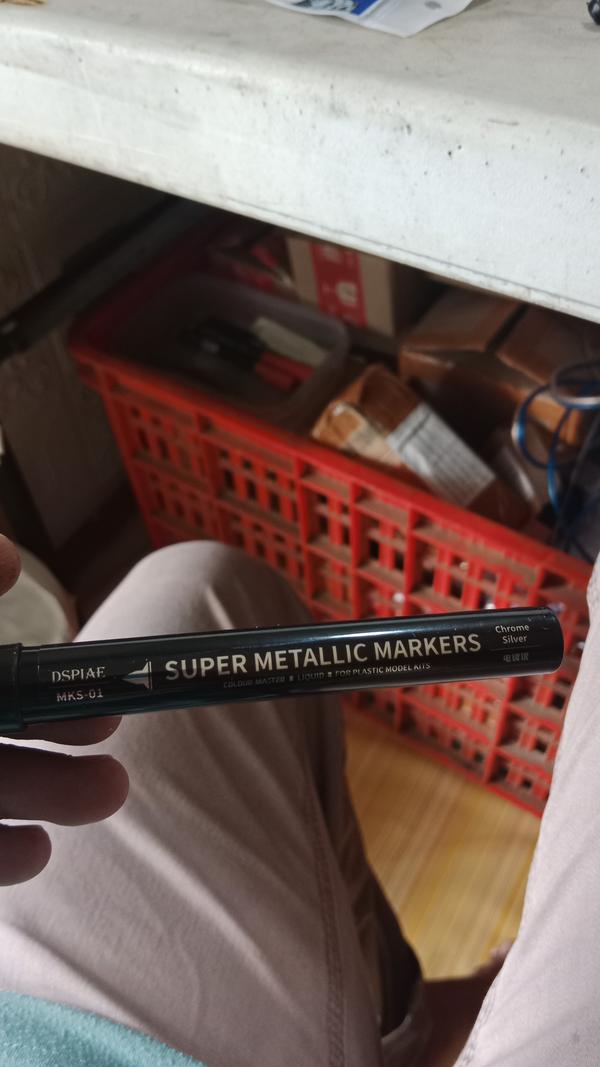 DSPIAE
MKS-01
SUPER METALLIC MARKERS
COLOUR MASTER ■ LIQUID ■ FOR PLASTIC MODEL KITS
Chrome
Silver
电镀银